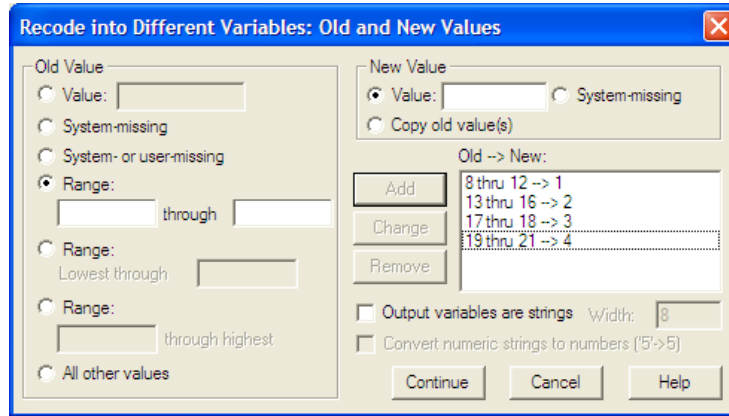 Recode into Different Variables: Old and New Values
Old Value
Value:
System-missing
System- or user-missing
Range:
through
Range:
Lowest through
Range:
through highest
All other values
New Value
Value: System-missing
Copy old value(s)
Old --> New:
Add
Change
Remove
8 thru 12 --> 1
13 thru 16 --> 2
17 thru 18 --> 3
19 thru 21 --> 4
Output variables are strings Width: 8
Convert numeric strings to numbers ('5'->5)
Continue Cancel Help